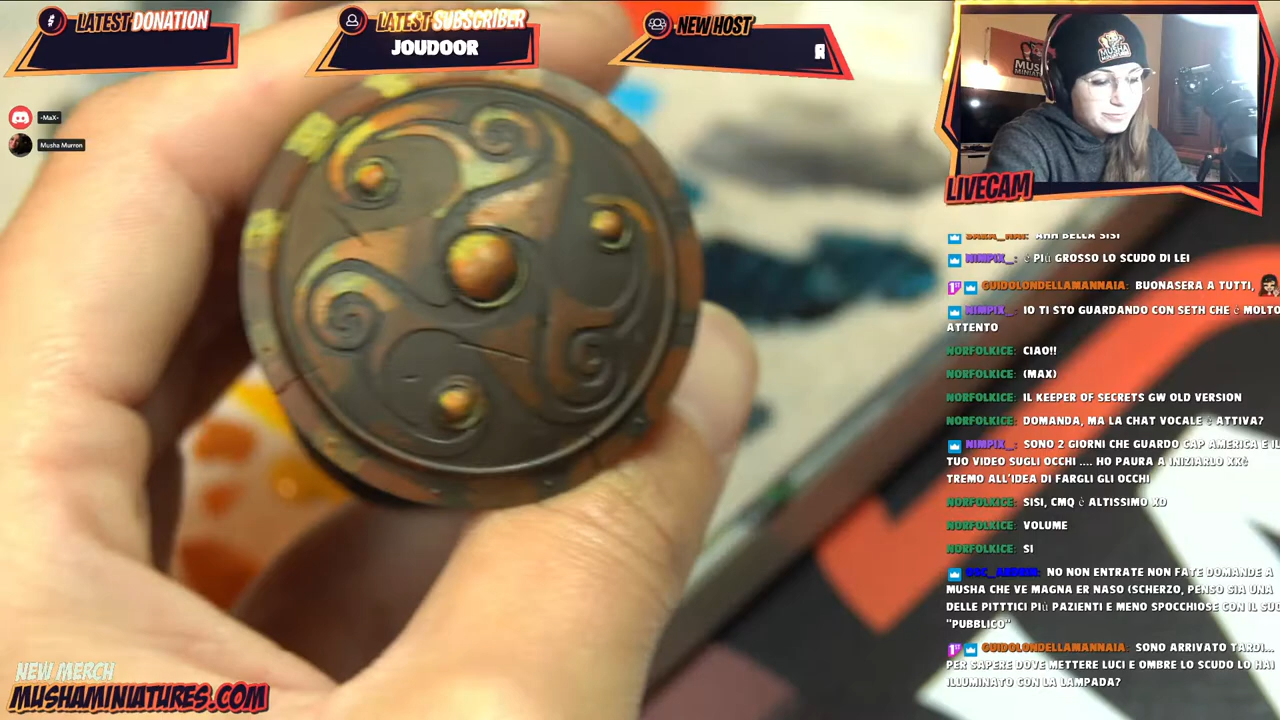 LATEST DONATION
LATEST SUBSCRIBER
JOUDOOR
NEW HOST
-MaX-
Musha Murron
MUSHA
LIVECAM
AHH BELLA SISI
NIMPIX_: è PIù GROSSO LO SCUDO DI LEI
GUIDOLONDELLAMANNAIA: BUONASERA A TUTTI,
NIMPIX_: IO TI STO GUARDANDO CON SETH CHE è MOLTO
ATTENTO
NORFOLKICE: CIAO!!
NORFOLKICE: (MAX)
NORFOLKICE: IL KEEPER OF SECRETS GW OLD VERSION
NORFOLKICE: DOMANDA, MA LA CHAT VOCALE è ATTIVA?
NIMPIX_: SONO 2 GIORNI CHE GUARDO CAP AMERICA E IL
TUO VIDEO SUGLI OCCHI .... HO PAURA A INIZIARLO XKè
TREMO ALL'IDEA DI FARGLI GLI OCCHI
NORFOLKICE: SISI, CMQ è ALTISSIMO XD
NORFOLKICE: VOLUME
NORFOLKICE: SI
NO NON ENTRATE NON FATE DOMANDE A
MUSHA CHE VE MAGNA ER NASO (SCHERZO, PENSO SIA UNA
DELLE PITTTICI PIù PAZIENTI E MENO SPOCCHIOSE CON IL SUO
"PUBBLICO"
GUIDOLONDELLAMANNAIA: SONO ARRIVATO TARDI...
PER SAPERE DOVE METTERE LUCI E OMBRE LO SCUDO LO HAI
ILLUMINATO CON LA LAMPADA?
NEW MERCH
MUSHAMINIATURES.COM